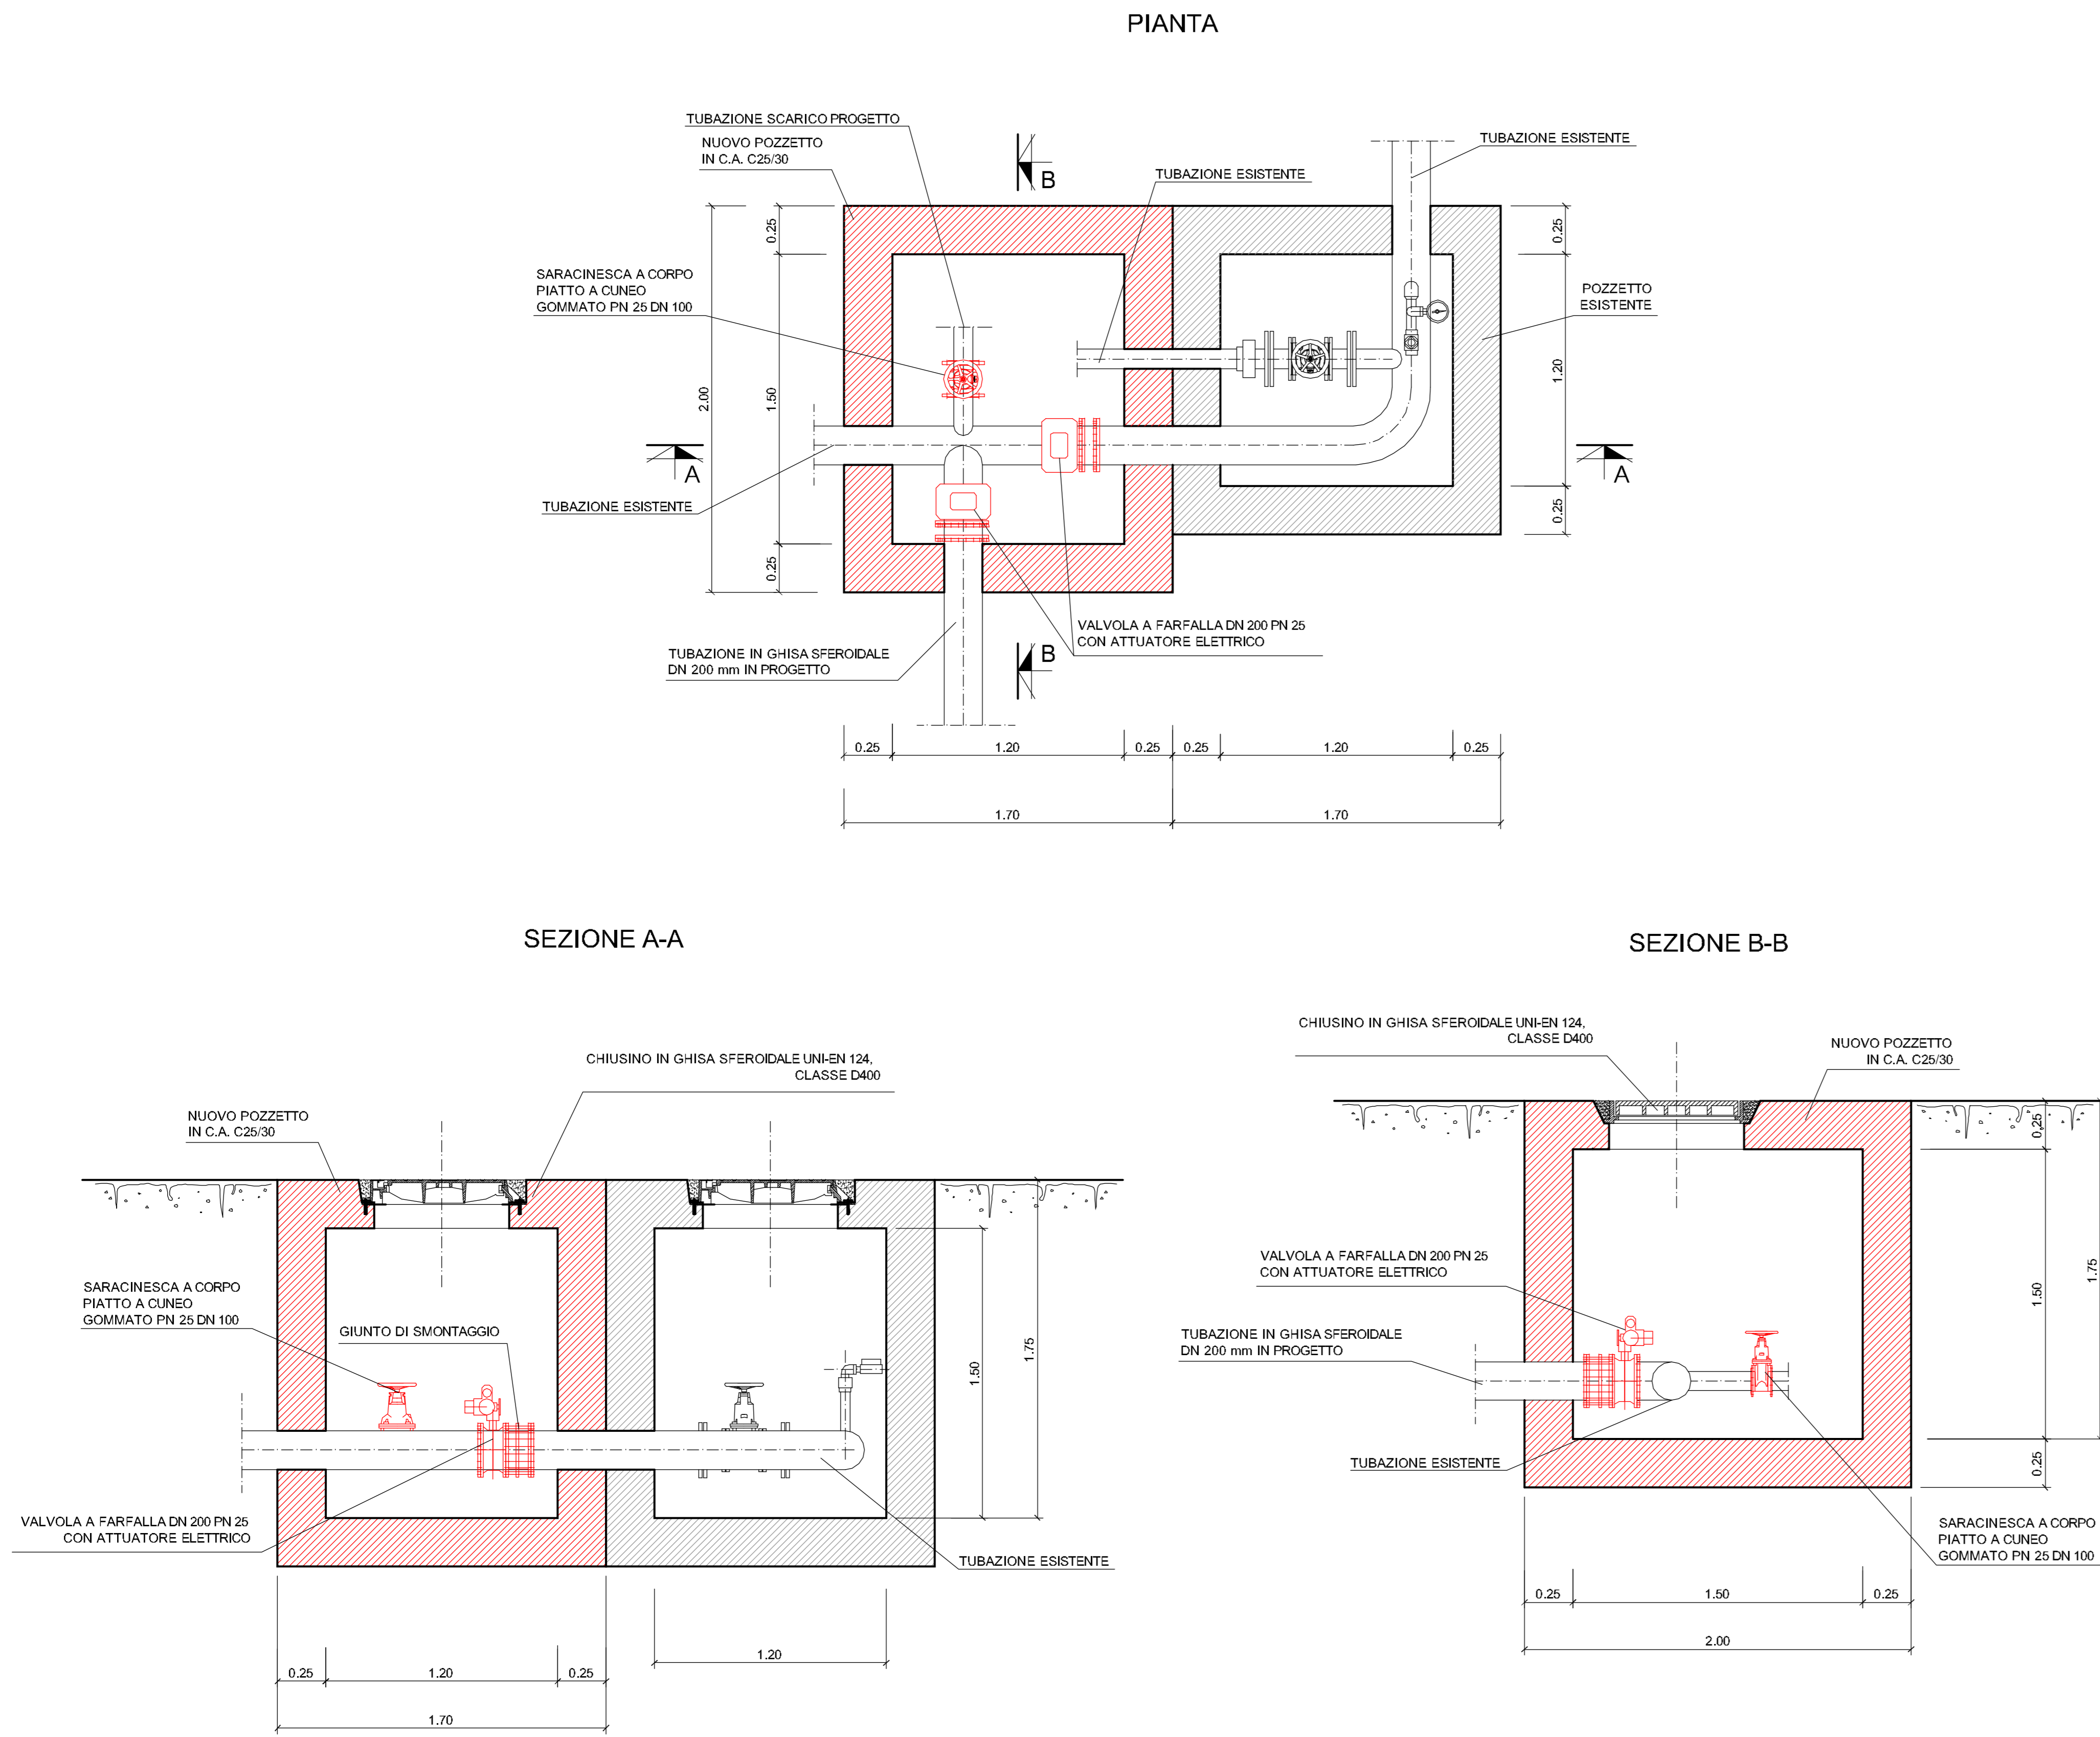 PIANTA
TUBAZIONE SCARICO PROGETTO
NUOVO POZZETTO
IN C.A. C25/30
B
TUBAZIONE ESISTENTE
TUBAZIONE ESISTENTE
SARACINESCA A CORPO
PIATTO A CUNEO
GOMMATO PN 25 DN 100
POZZETTO
ESISTENTE
0.25
1.50
2.00
0.25
0.25
1.20
0.25
A
A
TUBAZIONE ESISTENTE
VALVOLA A FARFALLA DN 200 PN 25
CON ATTUATORE ELETTRICO
B
TUBAZIONE IN GHISA SFEROIDALE
DN 200 mm IN PROGETTO
0.25
1.20
0.25
0.25
1.20
0.25
1.70
1.70
SEZIONE A-A
CHIUSINO IN GHISA SFEROIDALE UNI-EN 124,
CLASSE D400
NUOVO POZZETTO
IN C.A. C25/30
SARACINESCA A CORPO
PIATTO A CUNEO
GOMMATO PN 25 DN 100
GIUNTO DI SMONTAGGIO
1.50
1.75
VALVOLA A FARFALLA DN 200 PN 25
CON ATTUATORE ELETTRICO
TUBAZIONE ESISTENTE
0.25
1.20
0.25
1.20
1.70
SEZIONE B-B
CHIUSINO IN GHISA SFEROIDALE UNI-EN 124,
CLASSE D400
NUOVO POZZETTO
IN C.A. C25/30
0.25
VALVOLA A FARFALLA DN 200 PN 25
CON ATTUATORE ELETTRICO
1.50
1.75
TUBAZIONE IN GHISA SFEROIDALE
DN 200 mm IN PROGETTO
TUBAZIONE ESISTENTE
0.25
SARACINESCA A CORPO
PIATTO A CUNEO
GOMMATO PN 25 DN 100
0.25
1.50
0.25
2.00